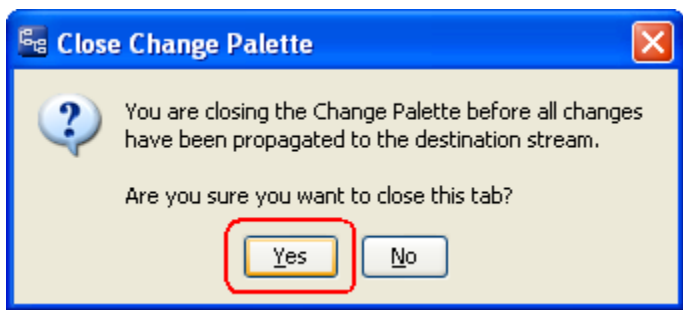 Close Change Palette
You are closing the Change Palette before all changes
have been propagated to the destination stream.
Are you sure you want to close this tab?
Yes No